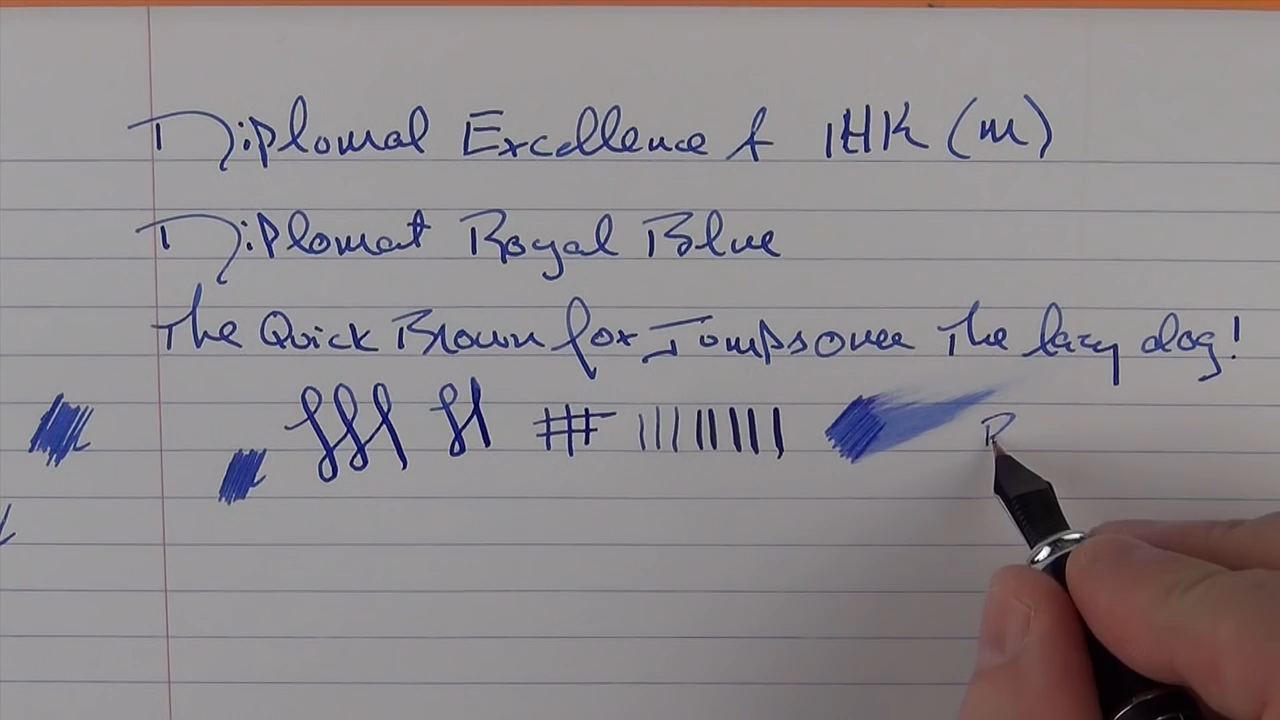 Diplomat Excellence A 14K (M)
Diplomat Royal Blue
The Quick Brown fox Jumps over The lazy dog!
R